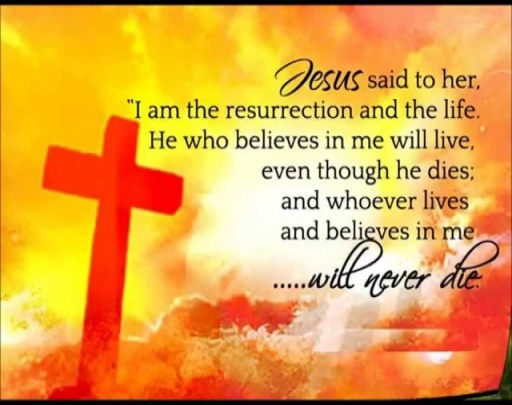 Jesus said to her,
"I am the resurrection and the life.
He who believes in me will live,
even though he dies;
and whoever lives
and believes in me
.....will never die.